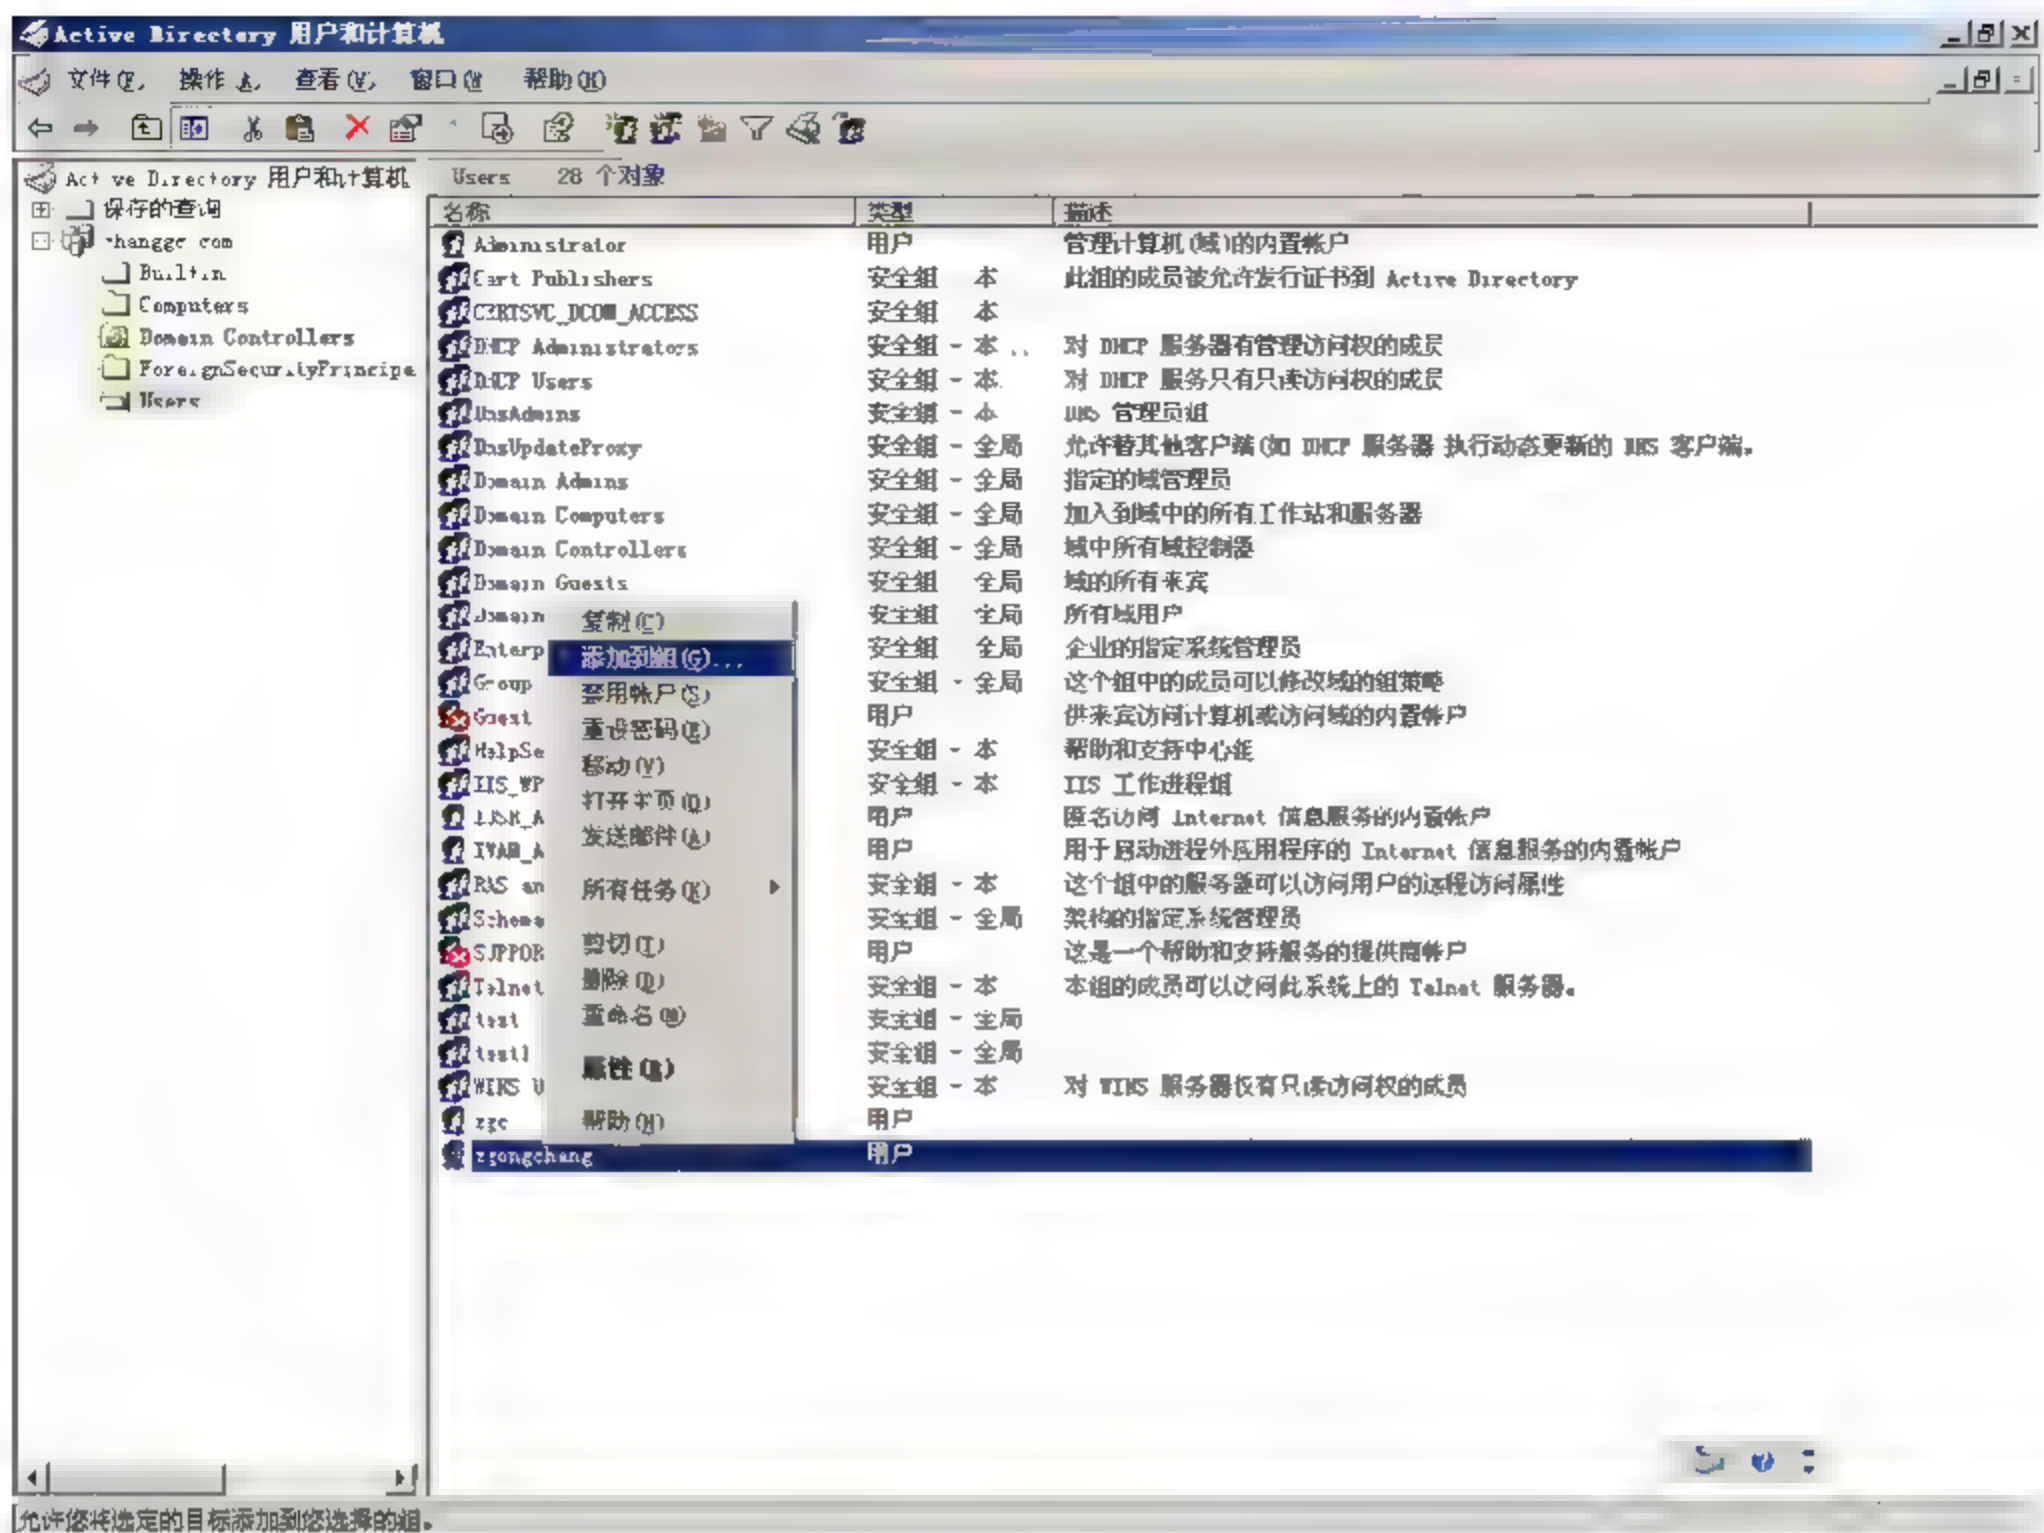 Active Directory 用户和计算机
文件(F) 操作(A) 查看(V) 窗口(W) 帮助(H)
Active Directory 用户和计算机
保存的查询
Builtin
Computers
Domain Controllers
ForeignSecurityPrincipa
Users
Users 28 个对象
名称 类型 描述
Administrator 用户 管理计算机(域)的内置帐户
Cert Publishers 安全组 本 此组的成员被允许发行证书到 Active Directory
CERTSVC_DCOM_ACCESS 安全组 本
DHCP Administrators 安全组 - 本 .. 对 DHCP 服务器有管理访问权的成员
DHCP Users 安全组 - 本 对 DHCP 服务只有只读访问权的成员
DnsAdmins 安全组 - 本 DNS 管理员组
DnsUpdateProxy 安全组 - 全局 允许替其他客户端(如 DHCP 服务器 执行动态更新的 DNS 客户端。
Domain Admins 安全组 - 全局 指定的域管理员
Domain Computers 安全组 - 全局 加入到域中的所有工作站和服务器
Domain Controllers 安全组 - 全局 域中所有域控制器
Domain Guests 安全组 全局 域的所有来宾
Domain 安全组 全局 所有域用户
Enterp 安全组 全局 企业的指定系统管理员
Group 安全组 - 全局 这个组中的成员可以修改域的组策略
Guest 用户 供来宾访问计算机或访问域的内置帐户
HelpSe 安全组 - 本 帮助和支持中心组
IIS_WP 安全组 - 本 IIS 工作进程组
IUSR_A 用户 匿名访问 Internet 信息服务的内置帐户
IWAM_A 用户 用于启动进程外应用程序的 Internet 信息服务的内置帐户
RAS an 安全组 - 本 这个组中的服务器可以访问用户的远程访问属性
Schema 安全组 - 全局 架构的指定系统管理员
SUPPOR 用户 这是一个帮助和支持服务的提供商帐户
Telnet 安全组 - 本 本组的成员可以访问此系统上的 Telnet 服务器。
test 安全组 - 全局
test1 安全组 - 全局
WINS U 安全组 - 本 对 WINS 服务器仅有只读访问权的成员
zgc 用户
zgongchang 用户
复制(C)
添加到组(G)...
禁用帐户(S)
重设密码(E)
移动(V)
打开主页(O)
发送邮件(A)
所有任务(K)
剪切(T)
删除(D)
重命名(M)
属性(R)
帮助(H)
允许您将选定的目标添加到您选择的组。